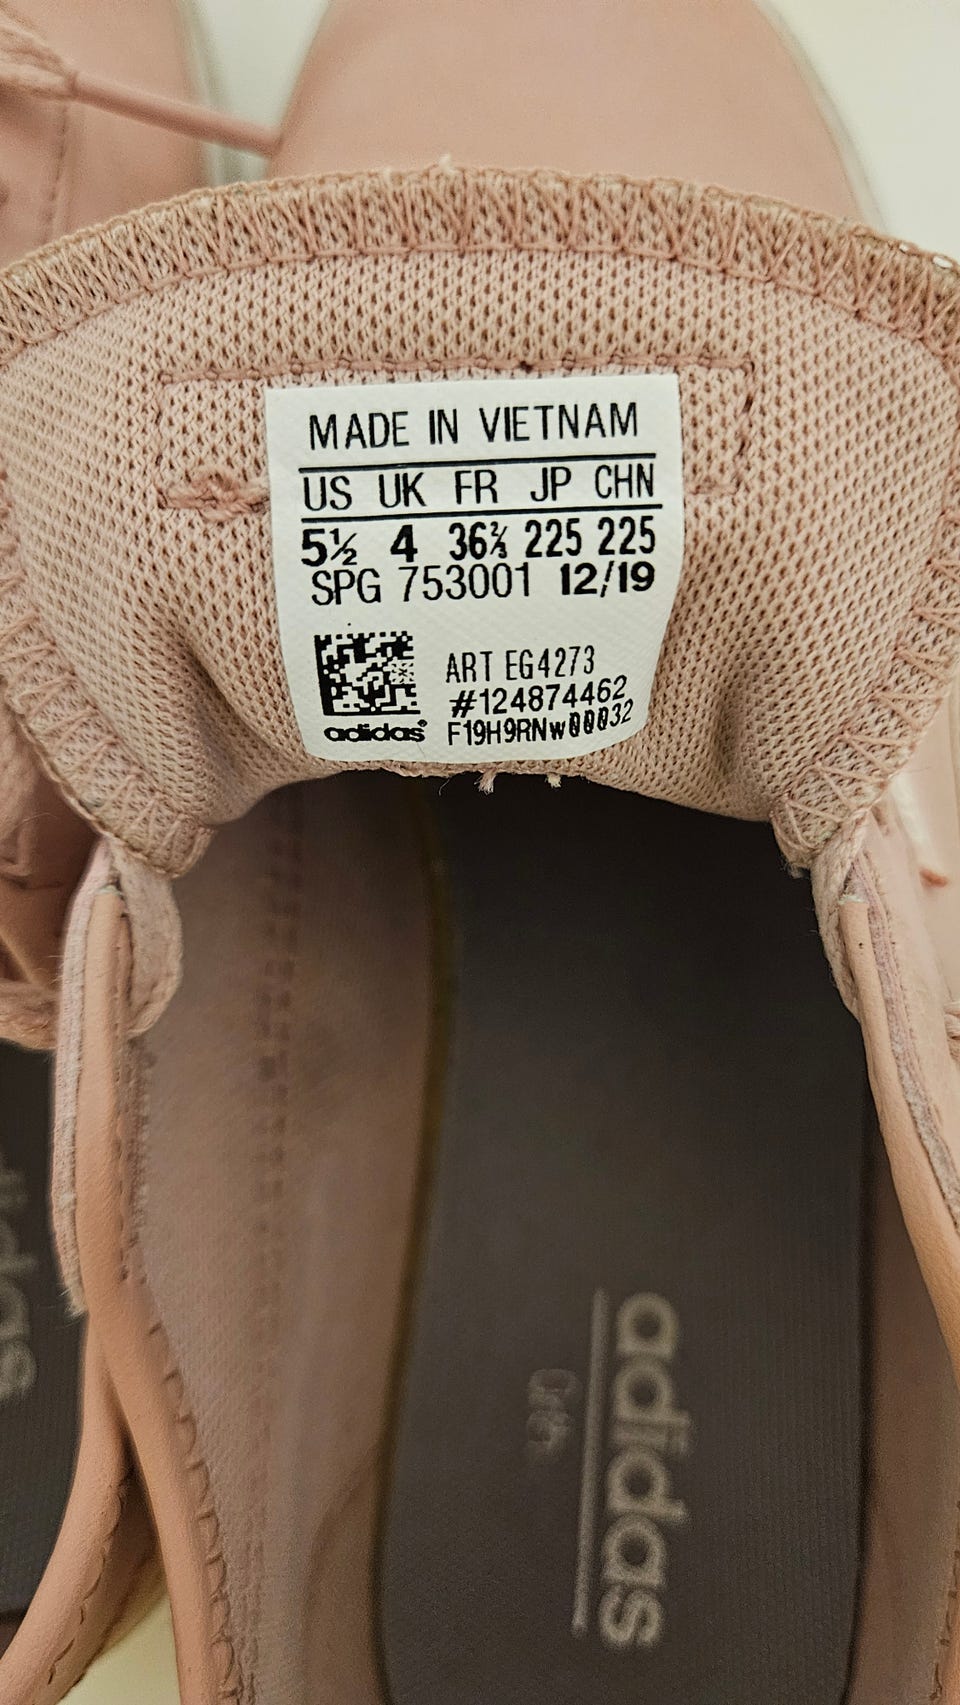 MADE IN VIETNAM
US UK FR JP CHN
5½ 4 36⅔ 225 225
SPG 753001 12/19
ART EG4273
#124874462
adidas® F19H9RNw00032
adidas
adidas